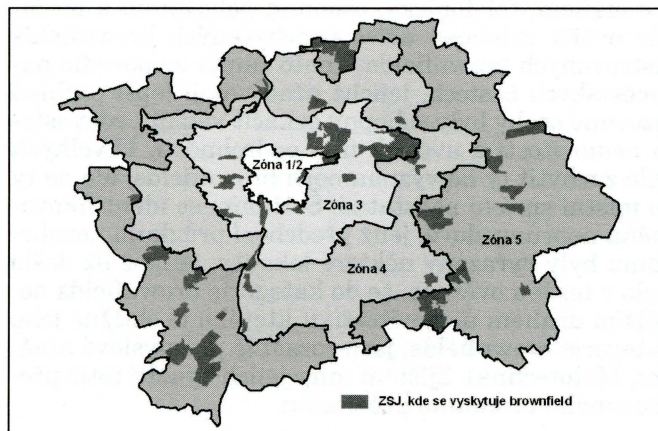 Zóna 1/2
Zóna 3
Zóna 5
Zóna 4
ZSJ, kde se vyskytuje brownfield